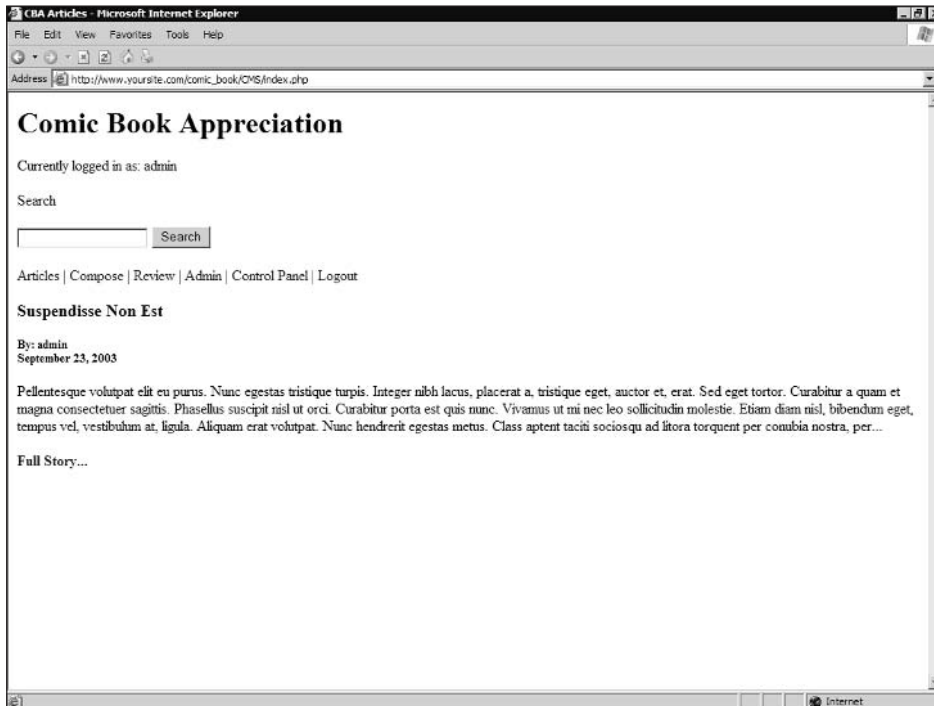 CBA Articles - Microsoft Internet Explorer
File Edit View Favorites Tools Help
Address http://www.yoursite.com/comic_book/CMS/index.php
Comic Book Appreciation
Currently logged in as: admin
Search
Search
Articles | Compose | Review | Admin | Control Panel | Logout
Suspendisse Non Est
By: admin
September 23, 2003
Pellentesque volutpat elit eu purus. Nunc egestas tristique turpis. Integer nibh lacus, placerat a, tristique eget, auctor et, erat. Sed eget tortor. Curabitur a quam et
magna consectetuer sagittis. Phasellus suscipit nisl ut orci. Curabitur porta est quis nunc. Vivamus ut mi nec leo sollicitudin molestie. Etiam diam nisl, bibendum eget,
tempus vel, vestibulum at, ligula. Aliquam erat volutpat. Nunc hendrerit egestas metus. Class aptent taciti sociosqu ad litora torquent per conubia nostra, per...
Full Story...
Internet